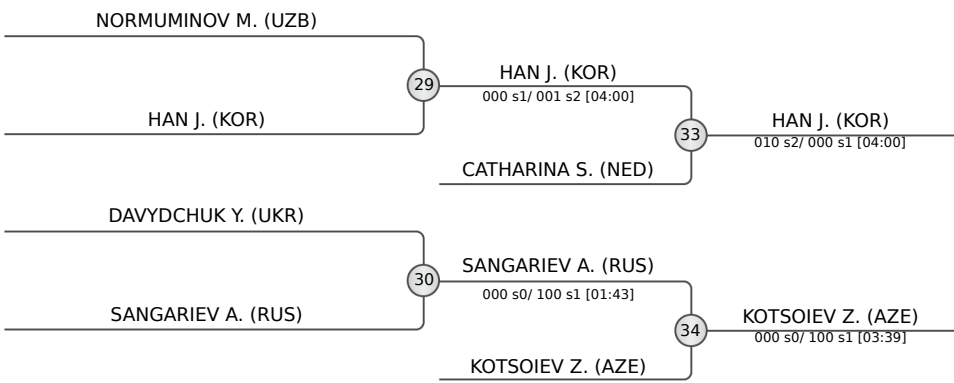 NORMUMINOV M. (UZB)
29
HAN J. (KOR)
000 s1/ 001 s2 [04:00]
HAN J. (KOR)
33
HAN J. (KOR)
010 s2/ 000 s1 [04:00]
CATHARINA S. (NED)
DAVYDCHUK Y. (UKR)
30
SANGARIEV A. (RUS)
000 s0/ 100 s1 [01:43]
SANGARIEV A. (RUS)
34
KOTSOIEV Z. (AZE)
000 s0/ 100 s1 [03:39]
KOTSOIEV Z. (AZE)